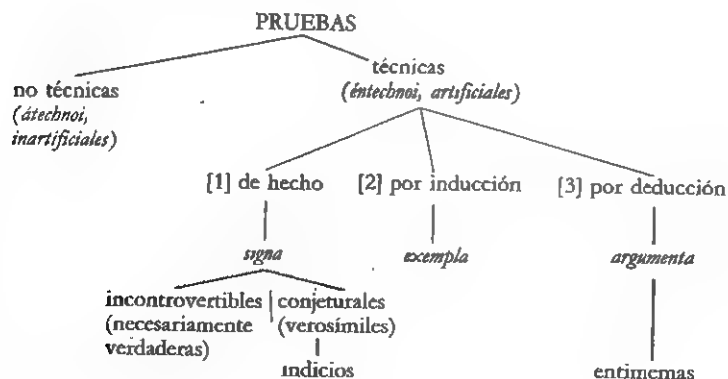 PRUEBAS
no técnicas
(átechnoi,
inartificiales)
técnicas
(éntechnoi, artificiales)
[1] de hecho
[2] por inducción
[3] por deducción
signa
exempla
argumenta
incontrovertibles
(necesariamente
verdaderas)
conjeturales
(verosímiles)
indicios
entimemas